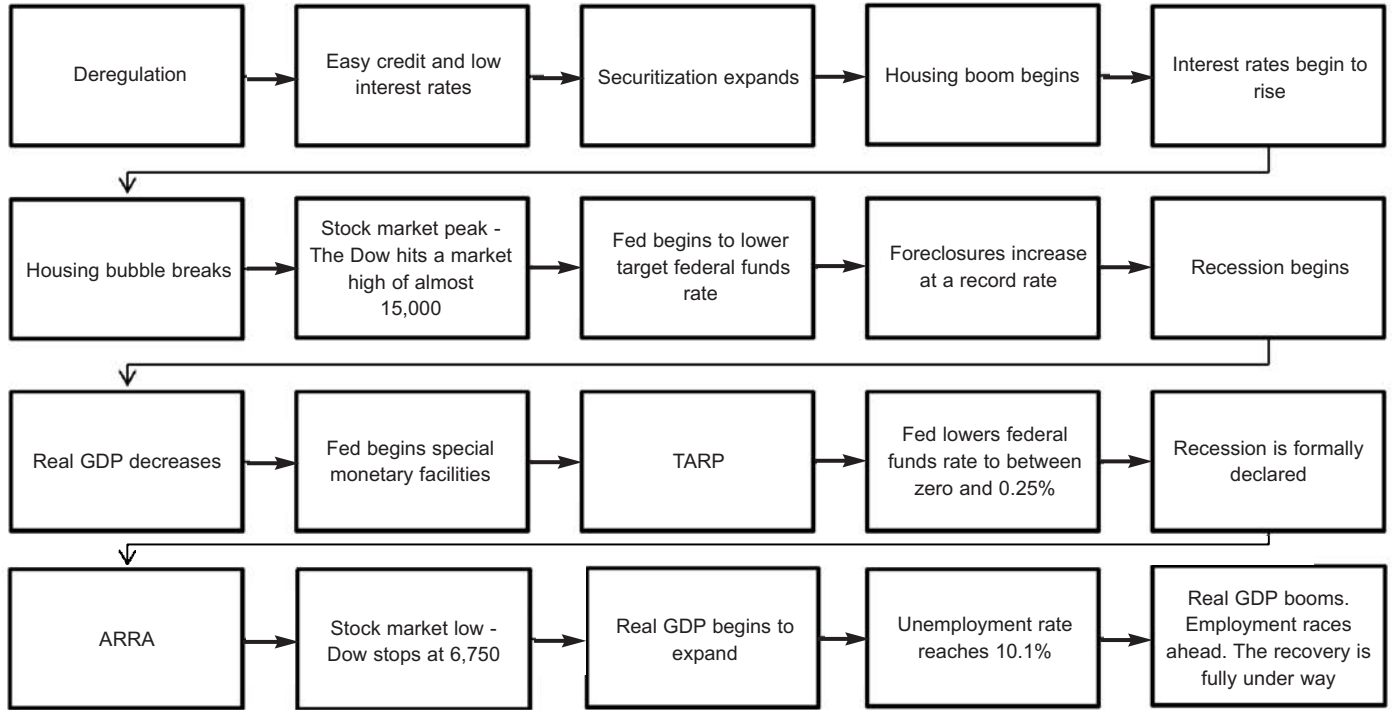 Deregulation
Easy credit and low
interest rates
Securitization expands
Housing boom begins
Interest rates begin to
rise
Housing bubble breaks
Stock market peak -
The Dow hits a market
high of almost
15,000
Fed begins to lower
target federal funds
rate
Foreclosures increase
at a record rate
Recession begins
Real GDP decreases
Fed begins special
monetary facilities
TARP
Fed lowers federal
funds rate to between
zero and 0.25%
Recession is formally
declared
ARRA
Stock market low -
Dow stops at 6,750
Real GDP begins to
expand
Unemployment rate
reaches 10.1%
Real GDP booms.
Employment races
ahead. The recovery is
fully under way